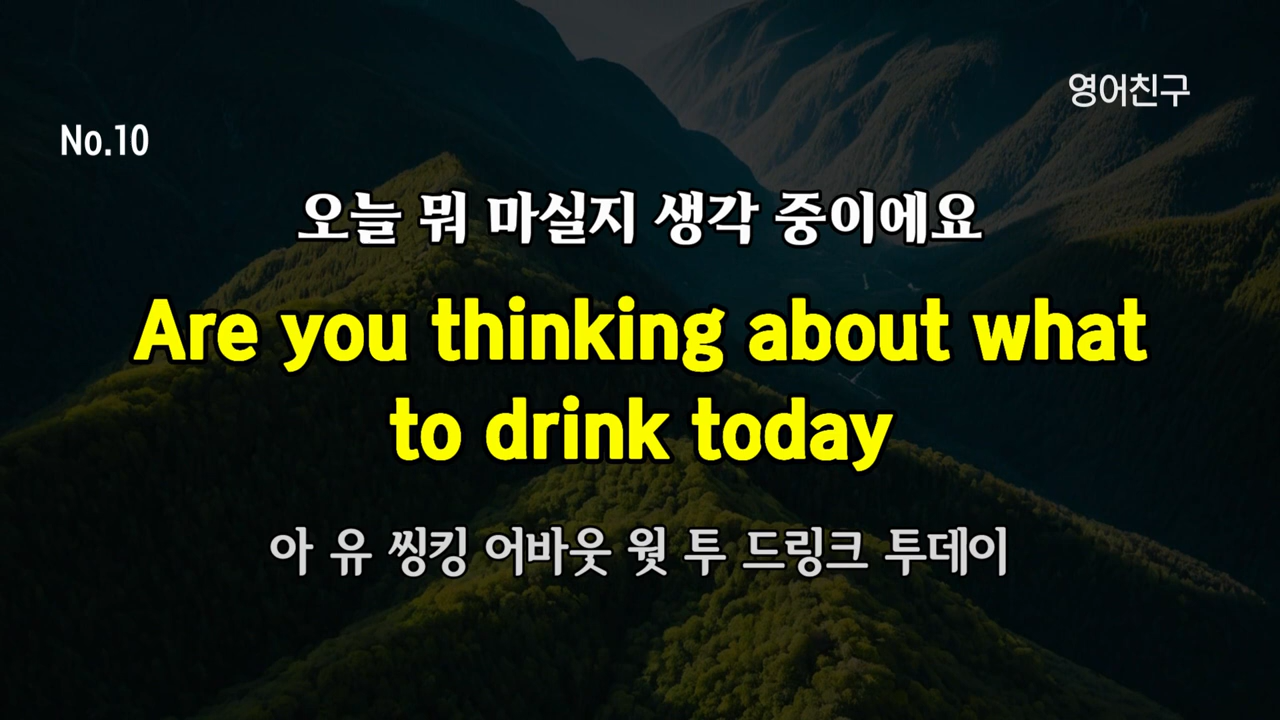 영어친구
No.10
오늘 뭐 마실지 생각 중이에요
Are you thinking about what
to drink today
아 유 씽킹 어바웃 웟 투 드링크 투데이